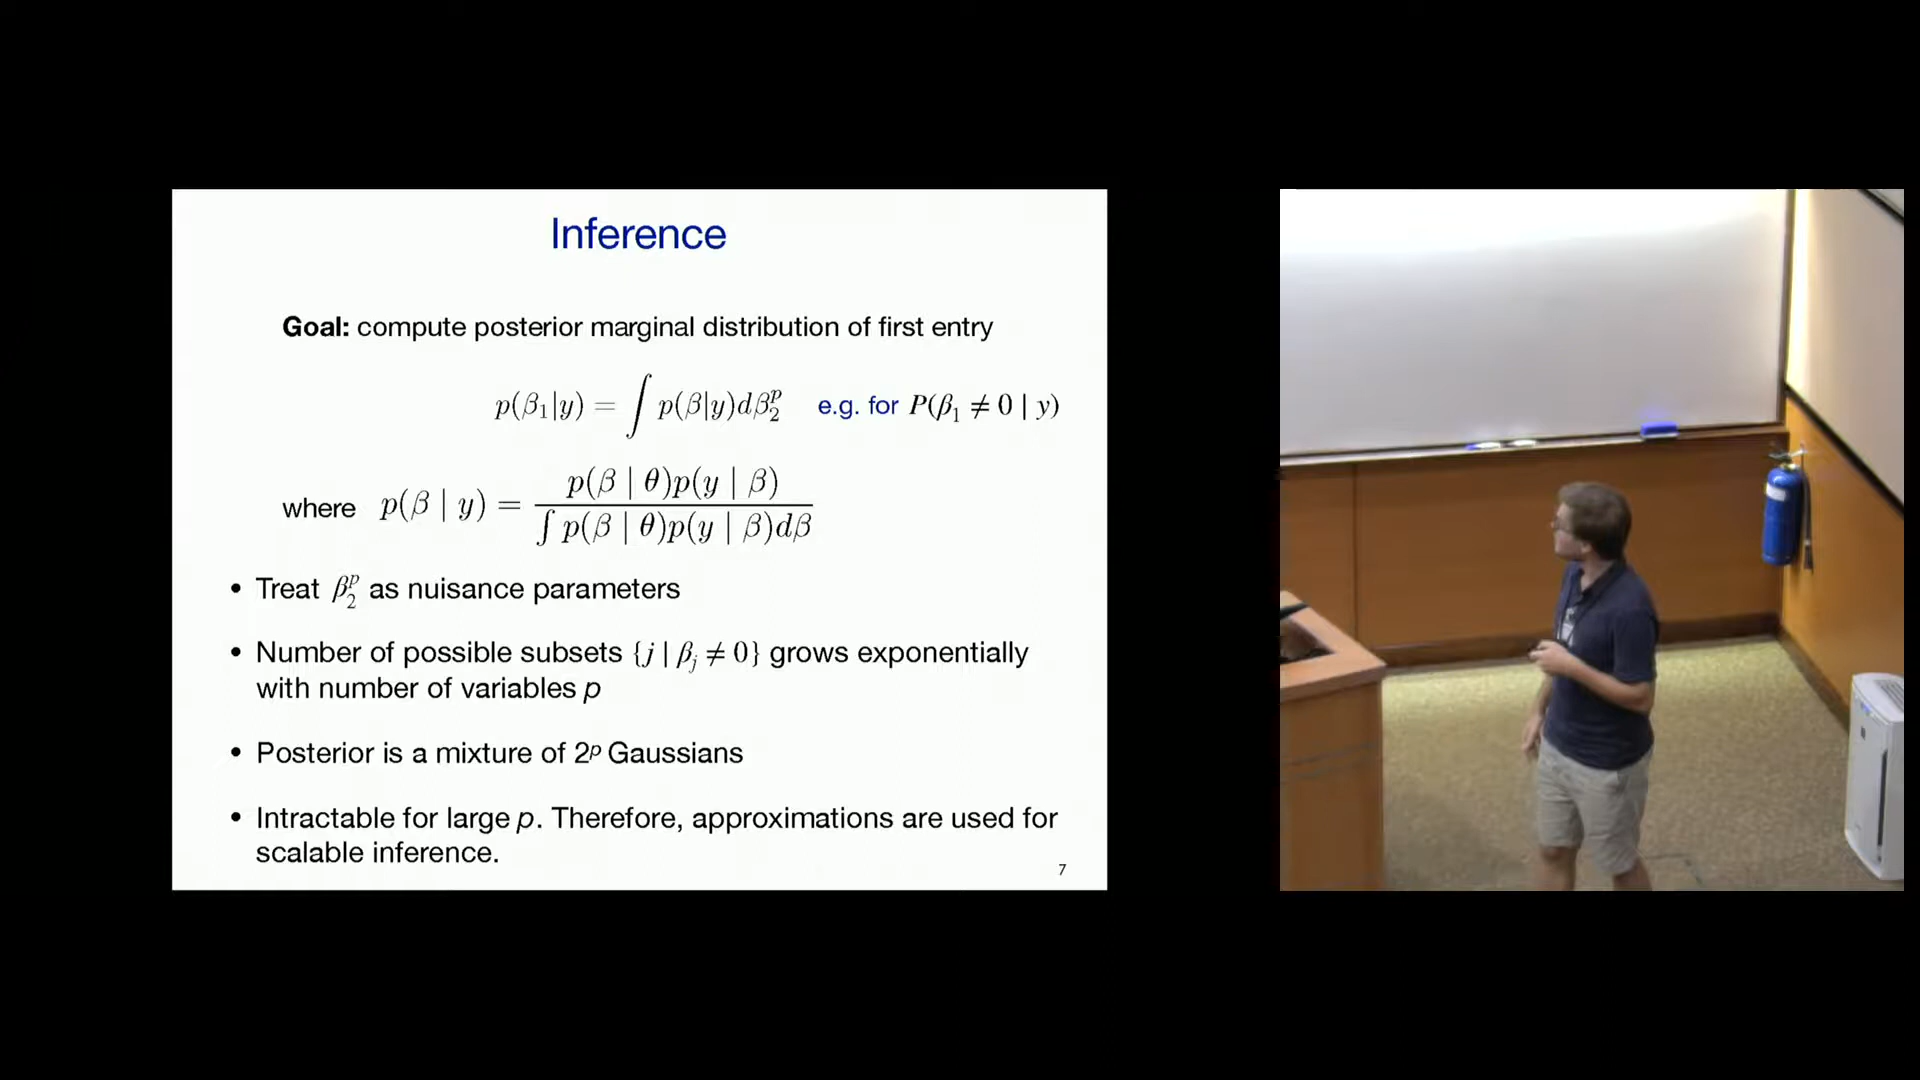 Inference
Goal: compute posterior marginal distribution of first entry
p(β₁|y) = ∫ p(β|y)dβ₂ᵖ e.g. for P(β₁ ≠ 0 | y)
where p(β | y) = p(β | θ)p(y | β) / ∫ p(β | θ)p(y | β)dβ
• Treat β₂ᵖ as nuisance parameters
• Number of possible subsets {j | βⱼ ≠ 0} grows exponentially
with number of variables p
• Posterior is a mixture of 2ᵖ Gaussians
• Intractable for large p. Therefore, approximations are used for
scalable inference.
7